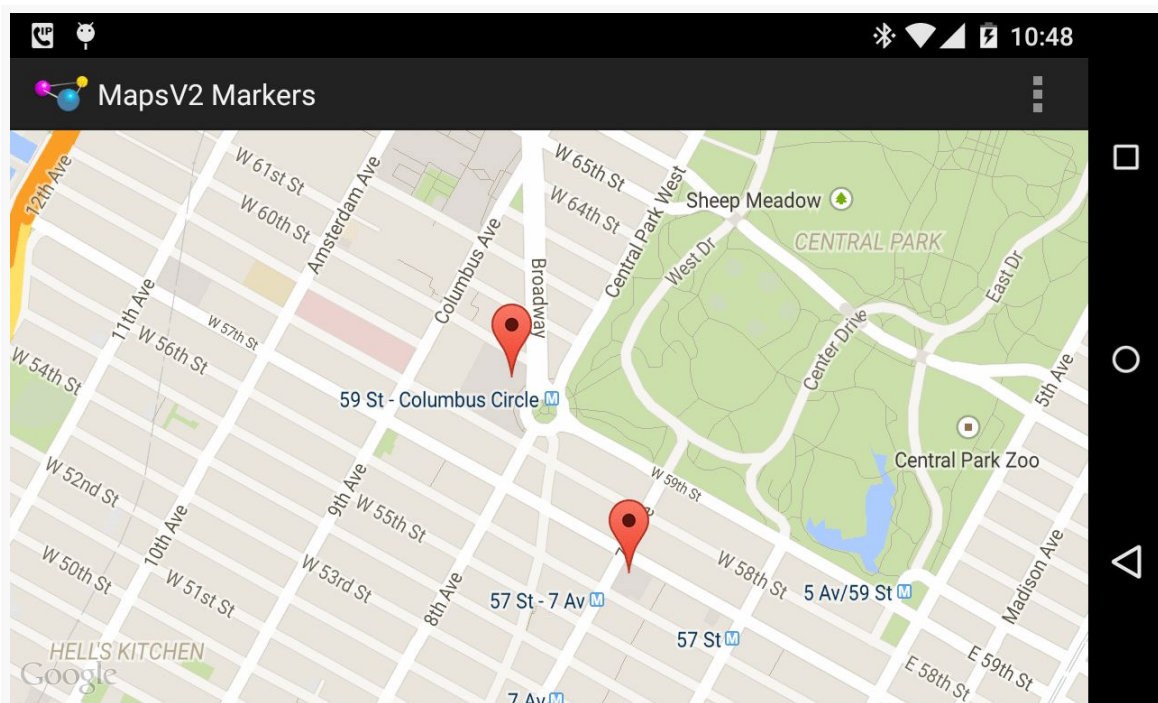 10:48
MapsV2 Markers
12th Ave
W 61st St
W 60th St
Amsterdam Ave
Columbus Ave
Broadway
W 65th St
W 64th St
Central Park West
Sheep Meadow
CENTRAL PARK
West Dr
East Dr
11th Ave
W 57th St
W 56th St
W 54th St
Center Drive
5th Ave
59 St - Columbus Circle M
Central Park Zoo
W 52nd St
9th Ave
W 55th St
W 59th St
10th Ave
W 50th St
W 51st St
W 53rd St
8th Ave
57 St - 7 Av M
W 58th St
5 Av/59 St M
Madison Ave
57 St M
HELL'S KITCHEN
Google
7 Av M
E 58th St
E 59th St